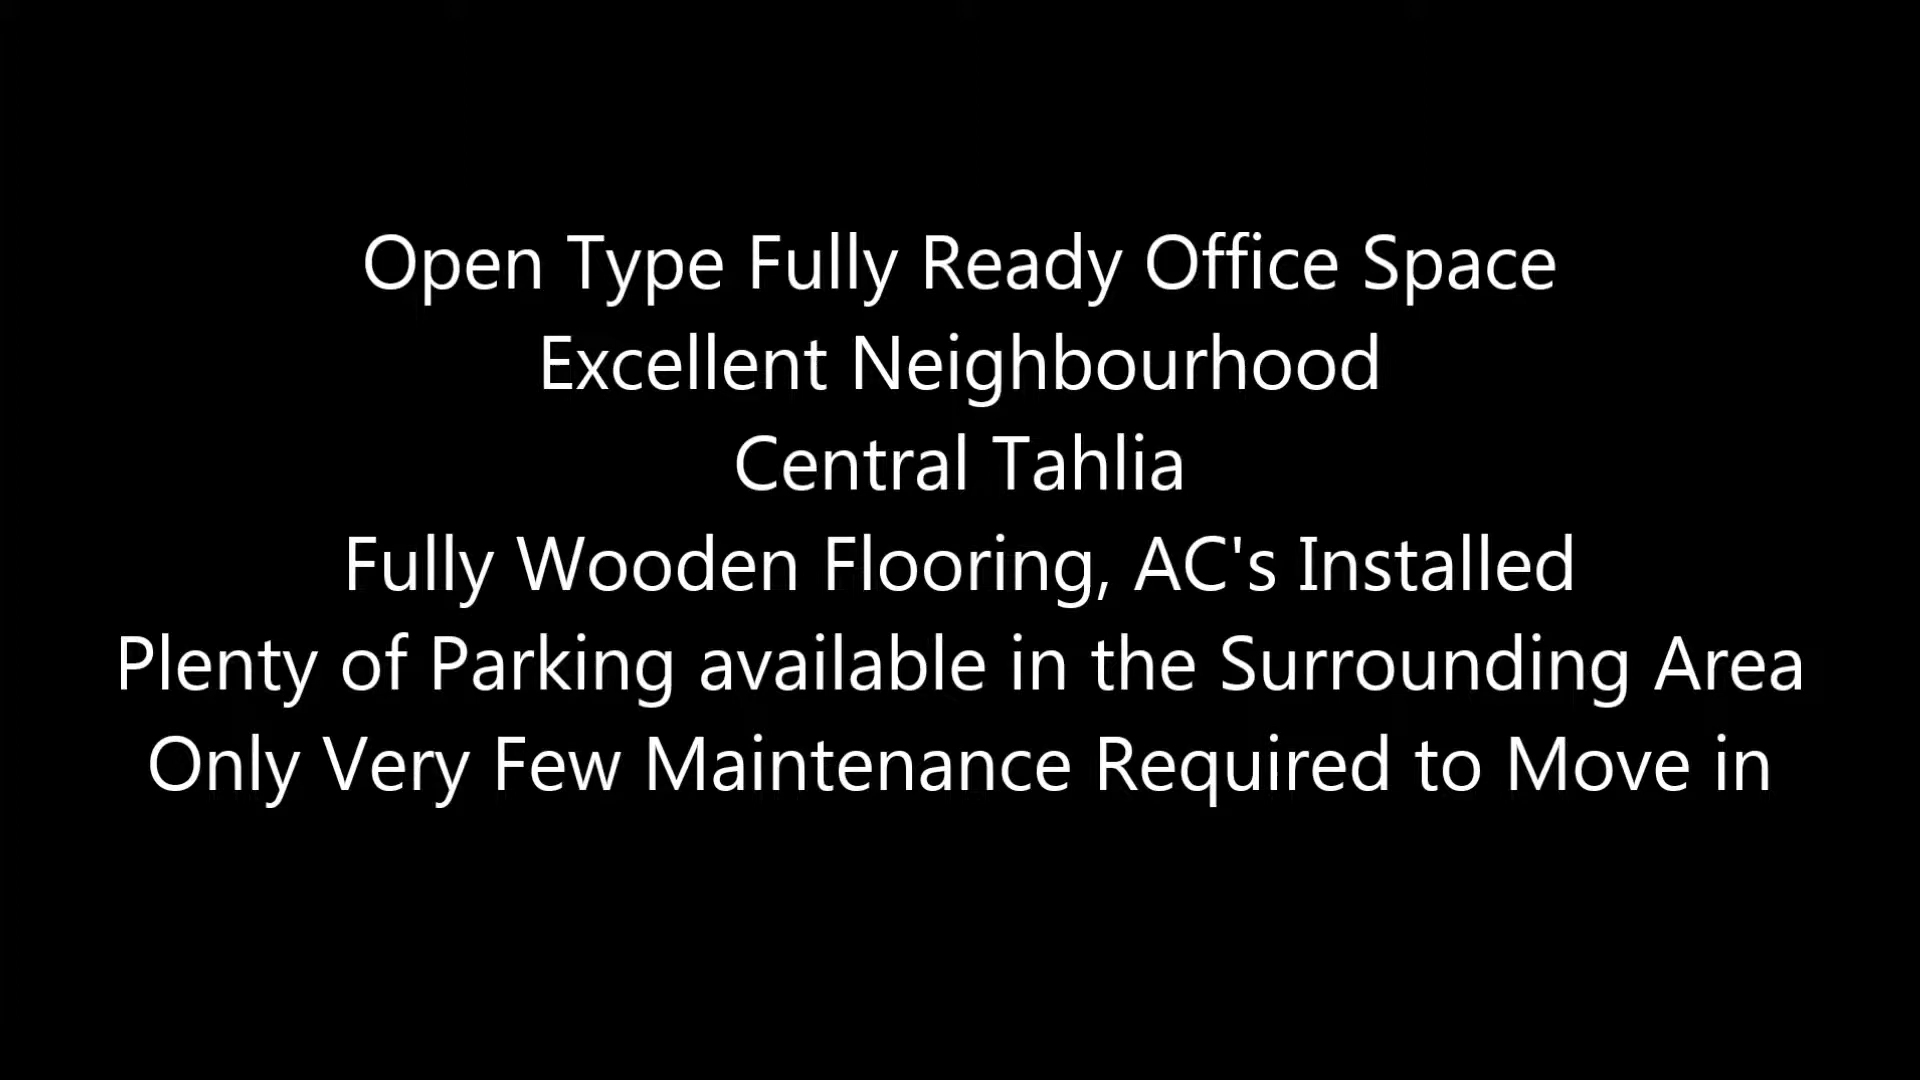 Open Type Fully Ready Office Space
Excellent Neighbourhood
Central Tahlia
Fully Wooden Flooring, AC's Installed
Plenty of Parking available in the Surrounding Area
Only Very Few Maintenance Required to Move in